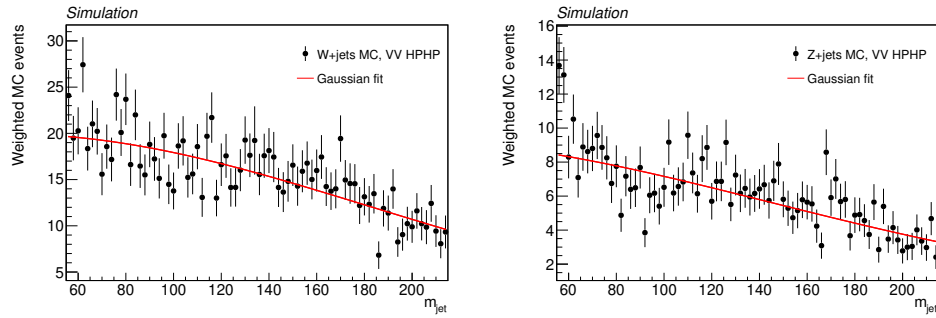 Simulation
Weighted MC events
30
25
20
15
10
5
W+jets MC, VV HPHP
Gaussian fit
60 80 100 120 140 160 180 200
m_jet
Simulation
Weighted MC events
16
14
12
10
8
6
4
2
Z+jets MC, VV HPHP
Gaussian fit
60 80 100 120 140 160 180 200
m_jet